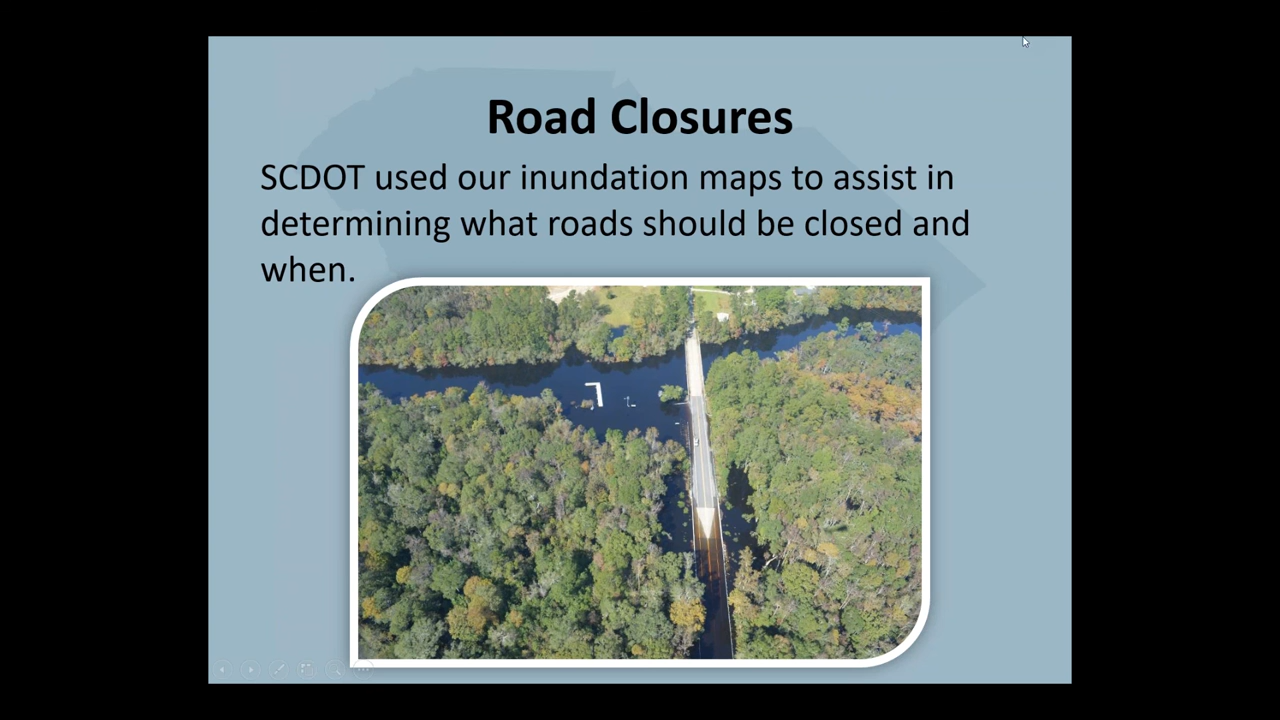 Road Closures
SCDOT used our inundation maps to assist in
determining what roads should be closed and
when.